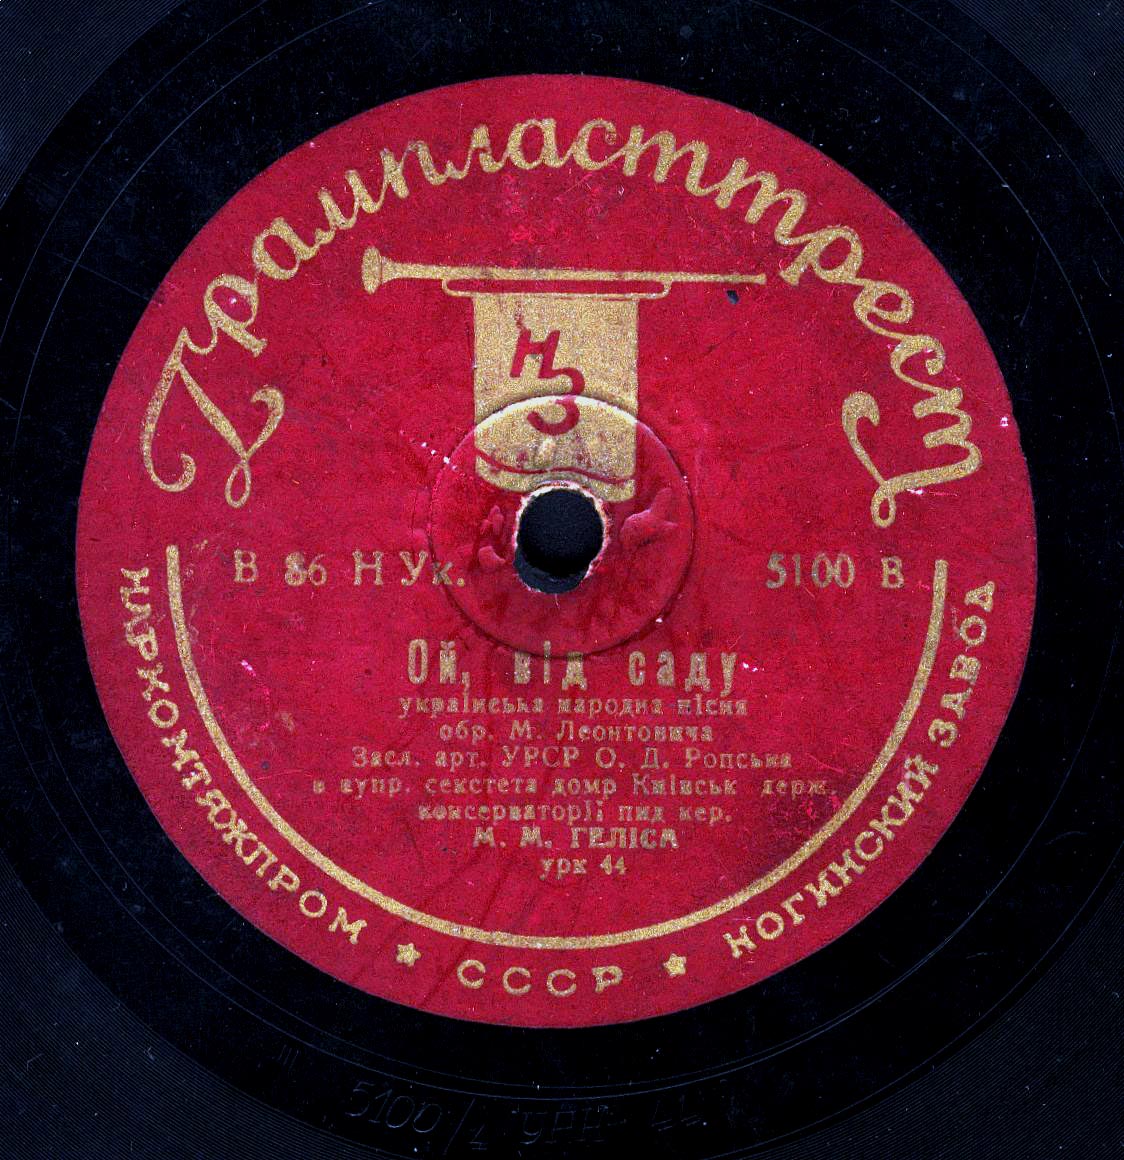 Грампласттрест
НЗ
В 86 Н Ук. 5100 В
Ой, від саду
українська народна пісня
обр. М. Леонтовича
Засл. арт. УРСР О. Д. Ропська
в супр. секстета домр Київськ держ.
консерваторії пид кер.
М. М. ГЕЛІСА
урк 44
НАРКОМТЯЖПРОМ ★ СССР ★ НОГИНСКИЙ ЗАВОД
5100/4